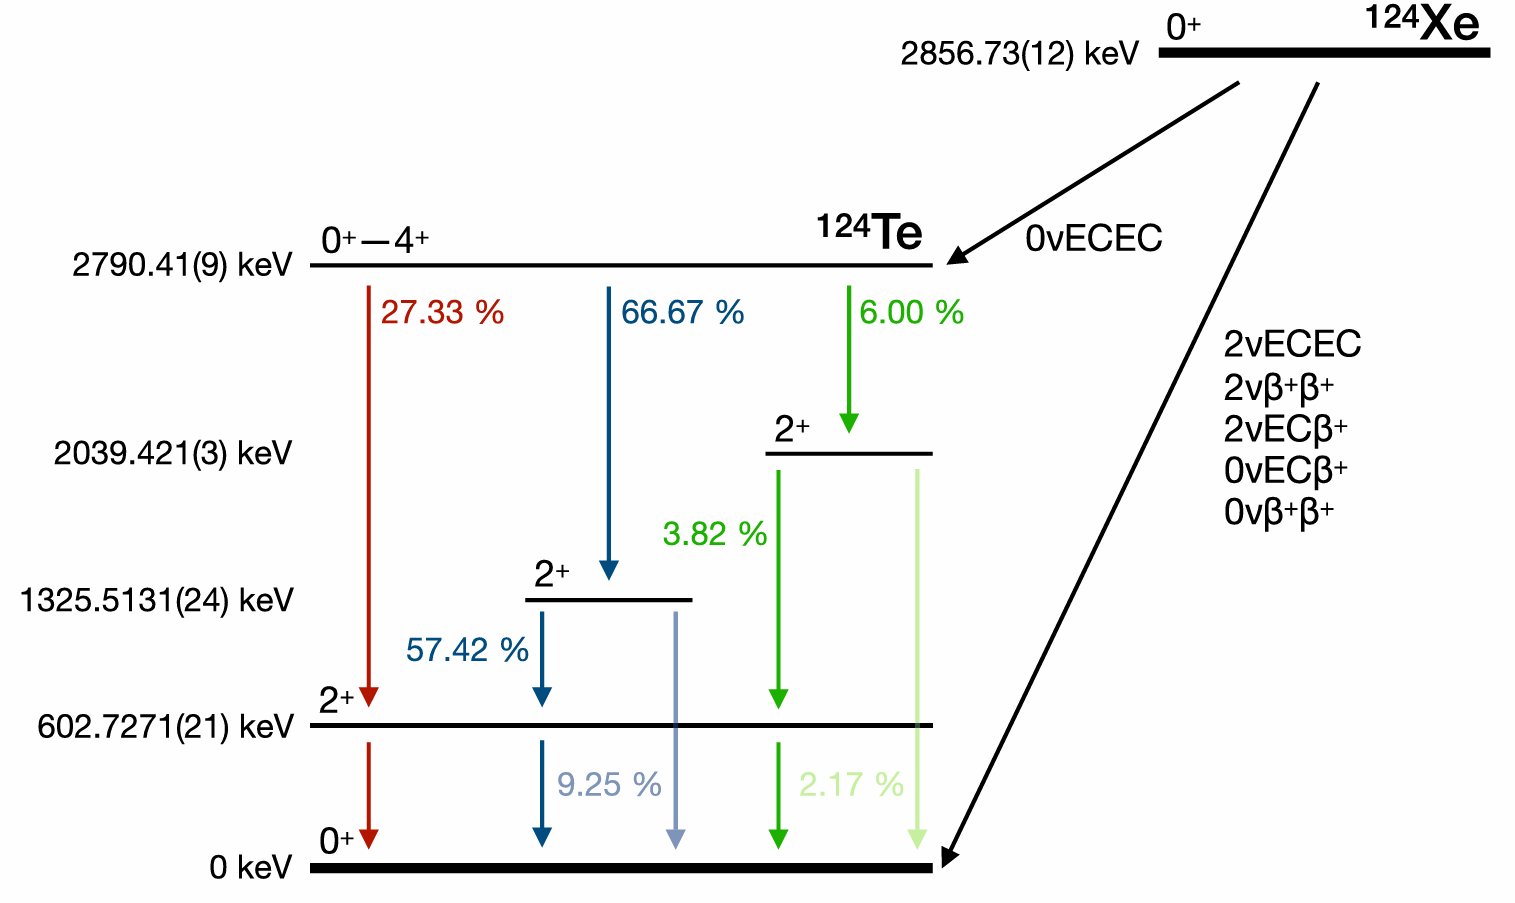 0⁺ ¹²⁴Xe
2856.73(12) keV
0⁺—4⁺ ¹²⁴Te
0νECEC
2790.41(9) keV
27.33 % 66.67 % 6.00 %
2νECEC
2νβ⁺β⁺
2νECβ⁺
0νECβ⁺
0νβ⁺β⁺
2⁺
2039.421(3) keV
3.82 %
2⁺
1325.5131(24) keV
57.42 %
2⁺
602.7271(21) keV
9.25 % 2.17 %
0⁺
0 keV